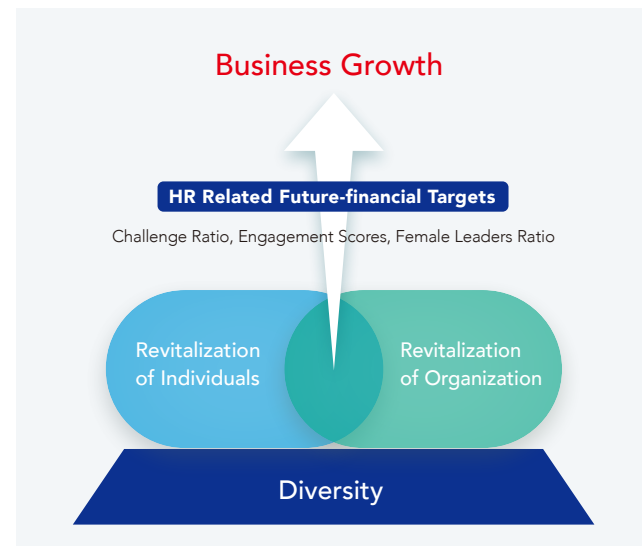 Business Growth
HR Related Future-financial Targets
Challenge Ratio, Engagement Scores, Female Leaders Ratio
Revitalization
of Individuals
Revitalization
of Organization
Diversity